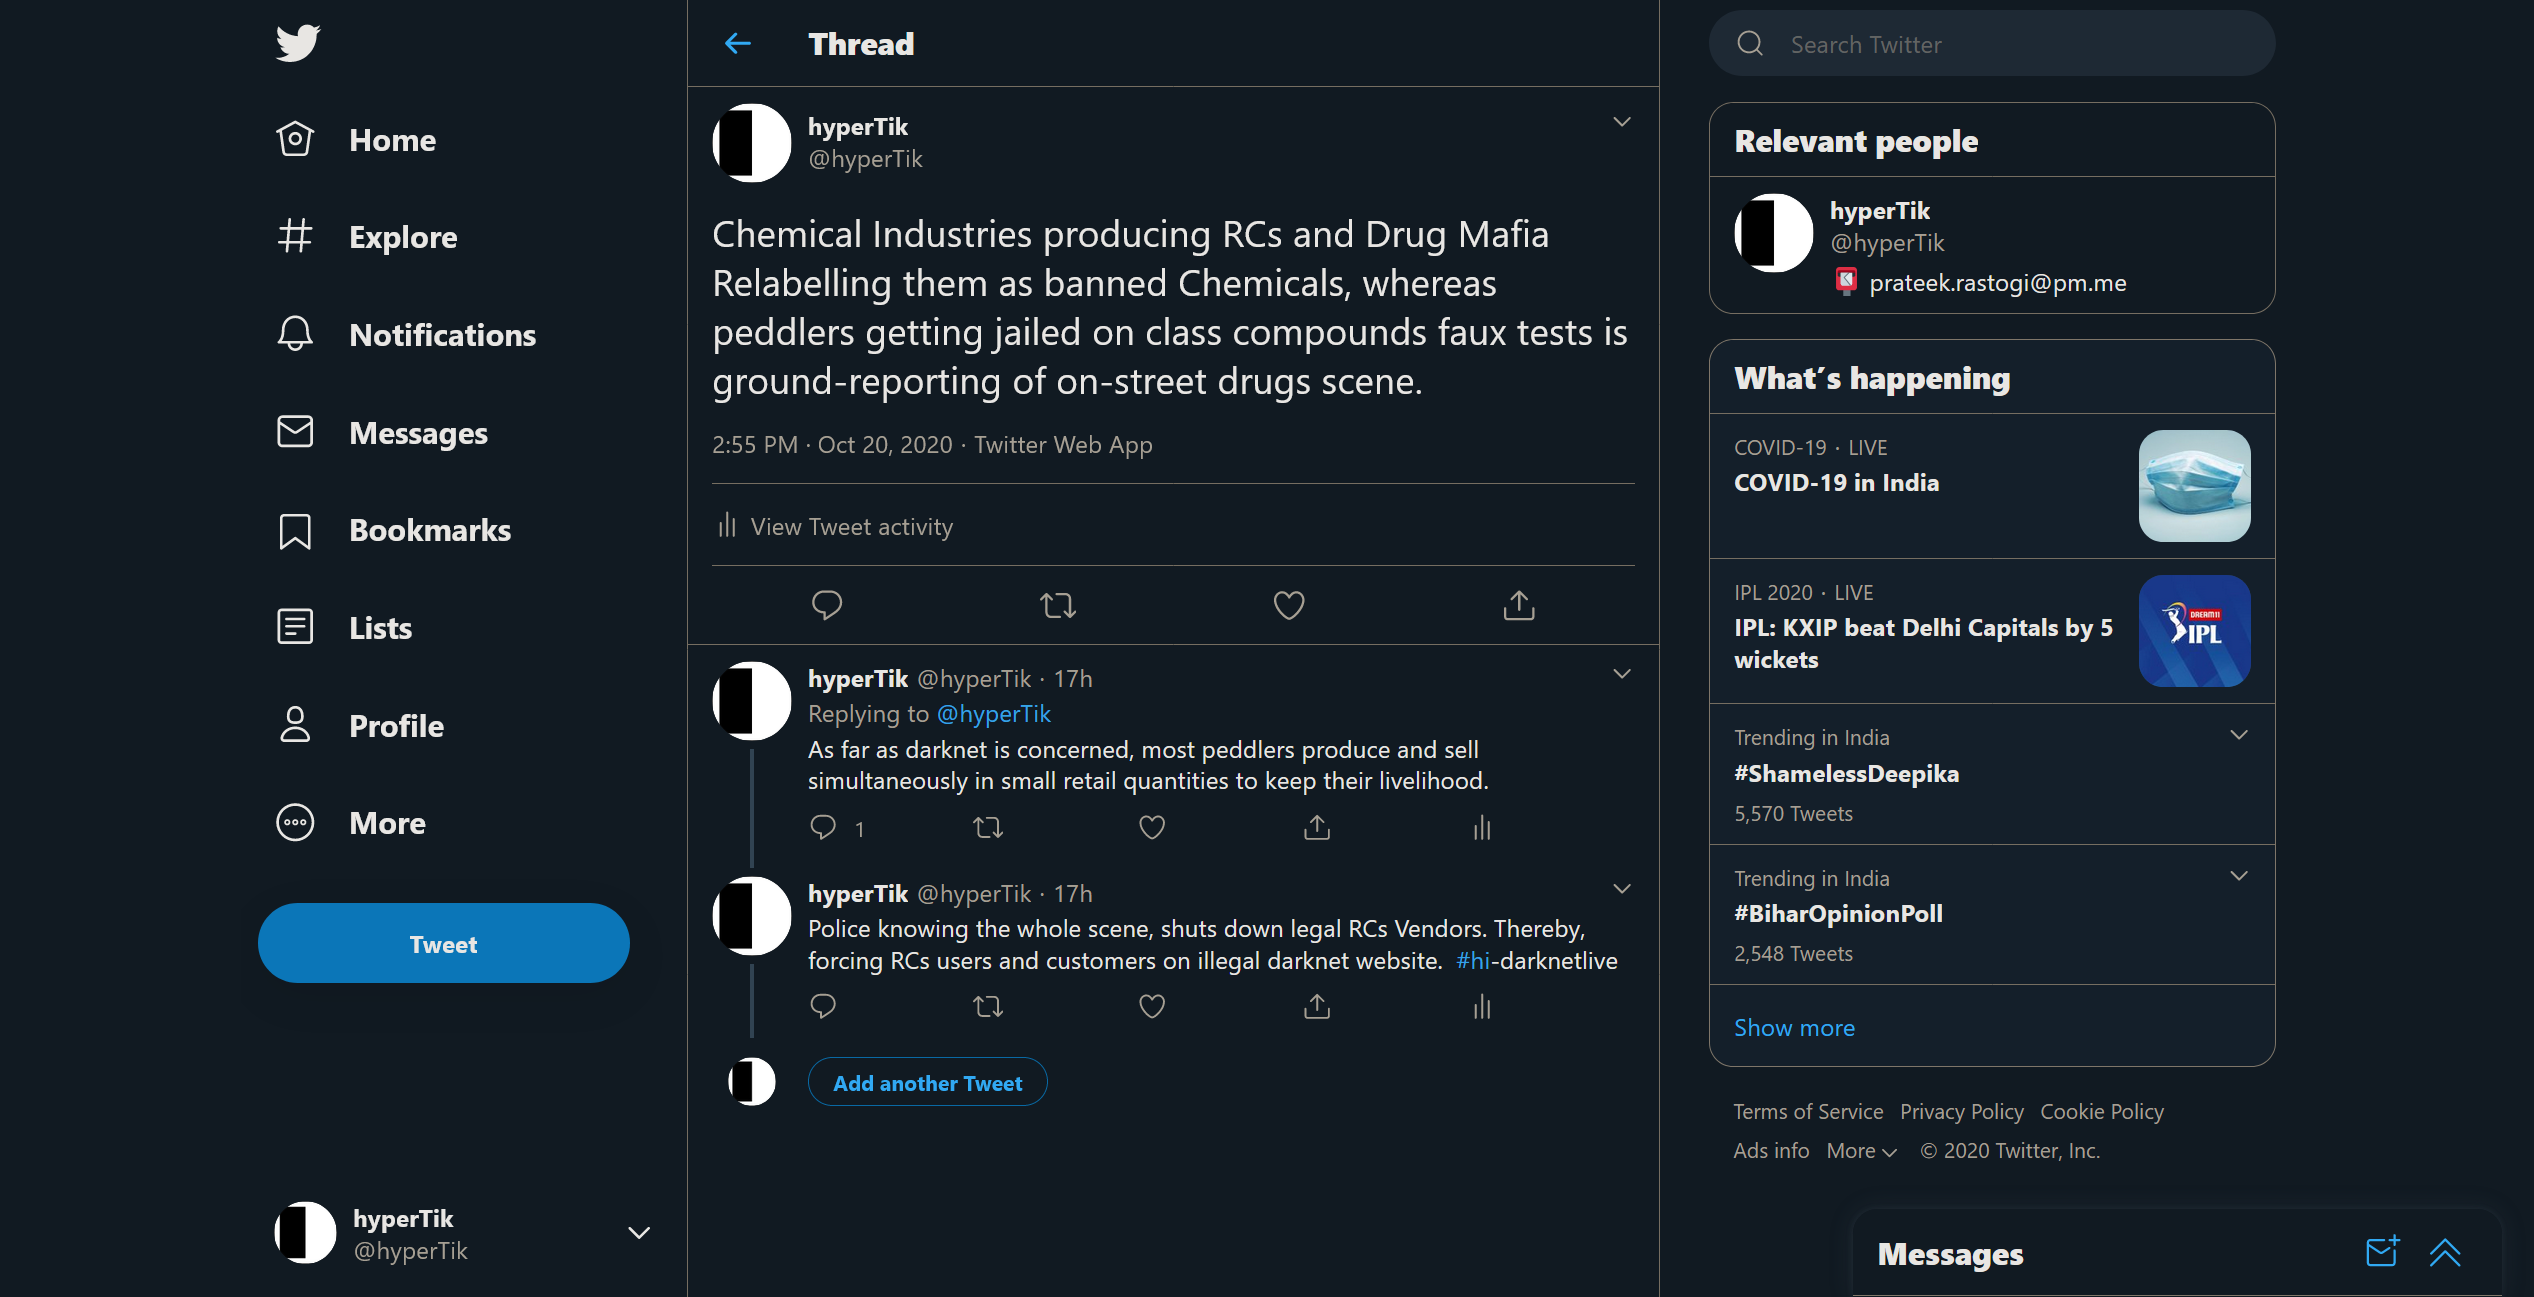 Home
Explore
Notifications
Messages
Bookmarks
Lists
Profile
More
Tweet
hyperTik
@hyperTik
Thread
hyperTik
@hyperTik
Chemical Industries producing RCs and Drug Mafia
Relabelling them as banned Chemicals, whereas
peddlers getting jailed on class compounds faux tests is
ground-reporting of on-street drugs scene.
2:55 PM · Oct 20, 2020 · Twitter Web App
View Tweet activity
hyperTik @hyperTik · 17h
Replying to @hyperTik
As far as darknet is concerned, most peddlers produce and sell
simultaneously in small retail quantities to keep their livelihood.
1
hyperTik @hyperTik · 17h
Police knowing the whole scene, shuts down legal RCs Vendors. Thereby,
forcing RCs users and customers on illegal darknet website. #hi-darknetlive
Add another Tweet
Search Twitter
Relevant people
hyperTik
@hyperTik
prateek.rastogi@pm.me
What's happening
COVID-19 · LIVE
COVID-19 in India
IPL 2020 · LIVE
IPL: KXIP beat Delhi Capitals by 5
wickets
DREAM11
IPL
Trending in India
#ShamelessDeepika
5,570 Tweets
Trending in India
#BiharOpinionPoll
2,548 Tweets
Show more
Terms of Service Privacy Policy Cookie Policy
Ads info More © 2020 Twitter, Inc.
Messages